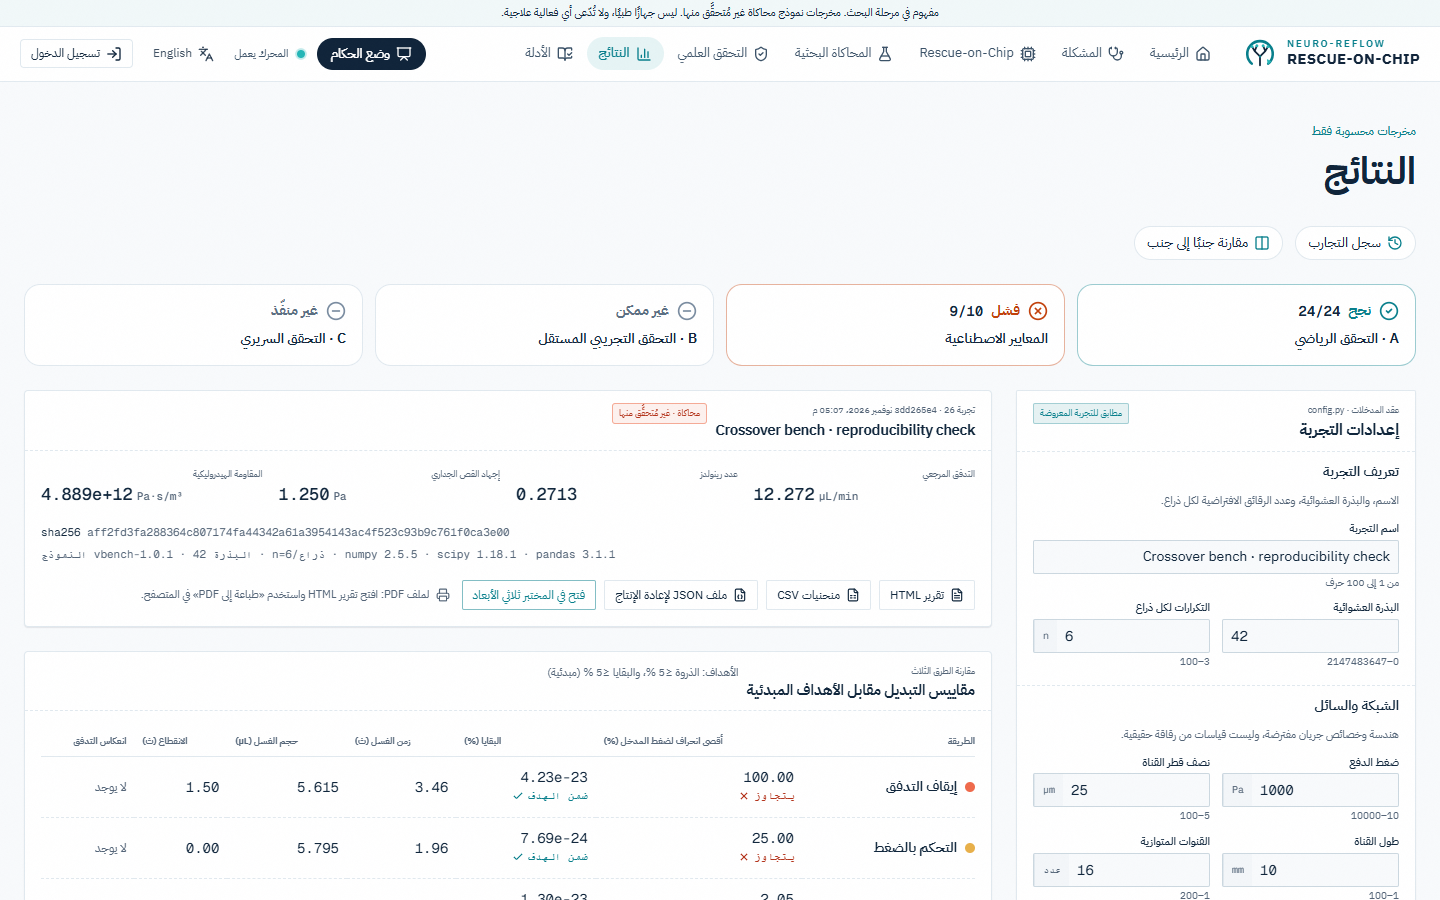 مفهوم في مرحلة البحث. مخرجات نموذج محاكاة غير مُتحقَّق منها. ليس جهازًا طبيًا، ولا تُدّعى أي فعالية علاجية.
NEURO-REFLOW
RESCUE-ON-CHIP
الرئيسية
المشكلة
Rescue-on-Chip
المحاكاة البحثية
التحقق العلمي
النتائج
الأدلة
وضع الحكام
المحرك يعمل
English
تسجيل الدخول
مخرجات محسوبة فقط
النتائج
سجل التجارب
مقارنة جنبًا إلى جنب
نجح 24/24
A · التحقق الرياضي
فشل 9/10
المعايير الاصطناعية
غير ممكن
B · التحقق التجريبي المستقل
غير منفّذ
C · التحقق السريري
عقد المدخلات · config.py
إعدادات التجربة
مطابق للتجربة المعروضة
تعريف التجربة
الاسم، والبذرة العشوائية، وعدد الرقائق الافتراضية لكل ذراع.
اسم التجربة
Crossover bench · reproducibility check
من 1 إلى 100 حرف
البذرة العشوائية
42
0–2147483647
التكرارات لكل ذراع
6 n
3–100
الشبكة والسائل
هندسة وخصائص جريان مفترضة، وليست قياسات من رقاقة حقيقية.
ضغط الدفع
1000 Pa
10–10000
نصف قطر القناة
25 µm
5–100
طول القناة
10 mm
1–100
القنوات المتوازية
16 عدد
1–200
تجربة 8dd265e4 · 26 نوفمبر 2026، 05:07 م
Crossover bench · reproducibility check
محاكاة · غير مُتحقَّق منها
التدفق المرجعي
12.272 µL/min
عدد رينولدز
0.2713
إجهاد القص الجداري
1.250 Pa
المقاومة الهيدروليكية
4.889e+12 Pa·s/m³
sha256 aff2fd3fa288364c807174fa44342a61a3954143ac4f523c93b9c761f0ca3e00
النموذج vbench-1.0.1 · البذرة 42 · n=6/ذراع · numpy 2.5.5 · scipy 1.18.1 · pandas 3.1.1
تقرير HTML
منحنيات CSV
ملف JSON لإعادة الإنتاج
فتح في المختبر ثلاثي الأبعاد
لملف PDF: افتح تقرير HTML واستخدم «طباعة إلى PDF» في المتصفح.
مقارنة الطرق الثلاث
مقاييس التبديل مقابل الأهداف المبدئية
الأهداف: الذروة ≤5 %، والبقايا ≤5 % (مبدئية)
الطريقة
أقصى انحراف لضغط المدخل (%)
البقايا (%)
زمن الغسل (ث)
حجم الغسل (µL)
الانقطاع (ث)
انعكاس التدفق
إيقاف التدفق
100.00
يتجاوز
4.23e-23
ضمن الهدف
3.46
5.615
1.50
لا يوجد
التحكم بالضغط
25.00
يتجاوز
7.69e-24
ضمن الهدف
1.96
5.795
0.00
لا يوجد
2.05
1.30e-23